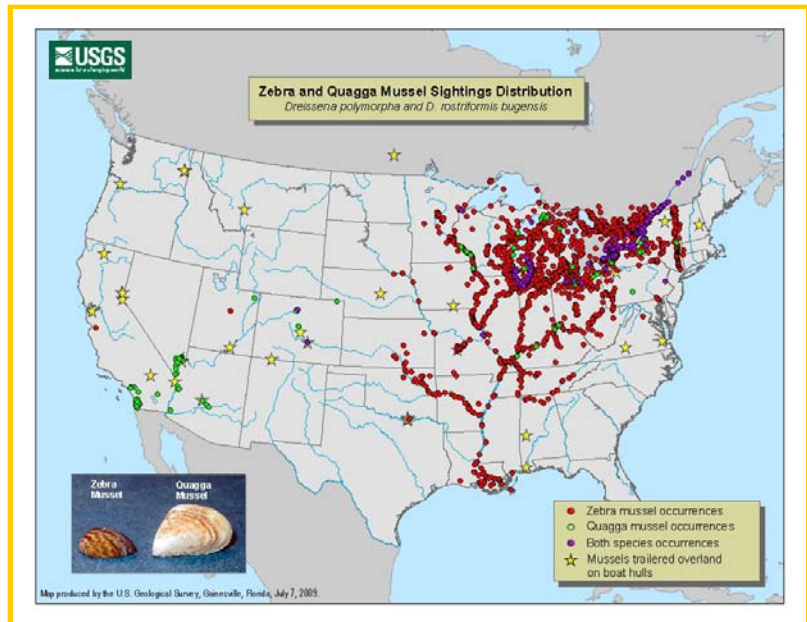 USGS
science for a changing world
Zebra and Quagga Mussel Sightings Distribution
Dreissena polymorpha and D. rostriformis bugensis
Zebra
Mussel
Quagga
Mussel
Zebra mussel occurrences
Quagga mussel occurrences
Both species occurrences
Mussels trailered overland
on boat hulls
Map produced by the U.S. Geological Survey, Gainesville, Florida, July 7, 2009.